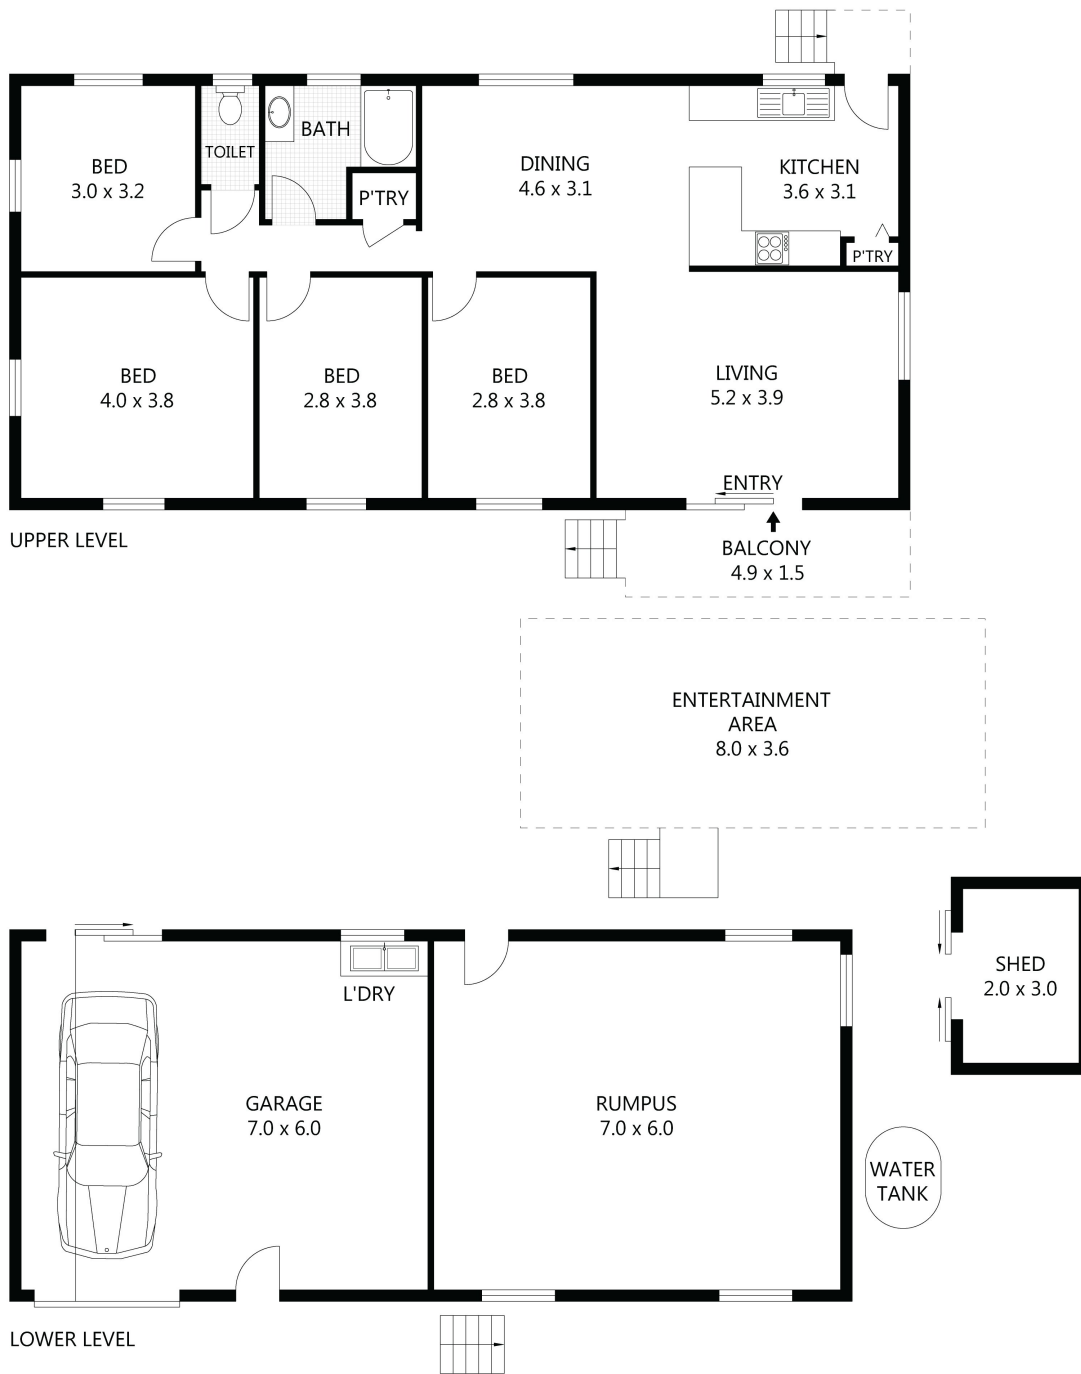 BED
3.0 x 3.2
TOILET
BATH
P'TRY
DINING
4.6 x 3.1
KITCHEN
3.6 x 3.1
P'TRY
BED
4.0 x 3.8
BED
2.8 x 3.8
BED
2.8 x 3.8
LIVING
5.2 x 3.9
ENTRY
UPPER LEVEL
BALCONY
4.9 x 1.5
ENTERTAINMENT
AREA
8.0 x 3.6
L'DRY
SHED
2.0 x 3.0
GARAGE
7.0 x 6.0
RUMPUS
7.0 x 6.0
WATER
TANK
LOWER LEVEL